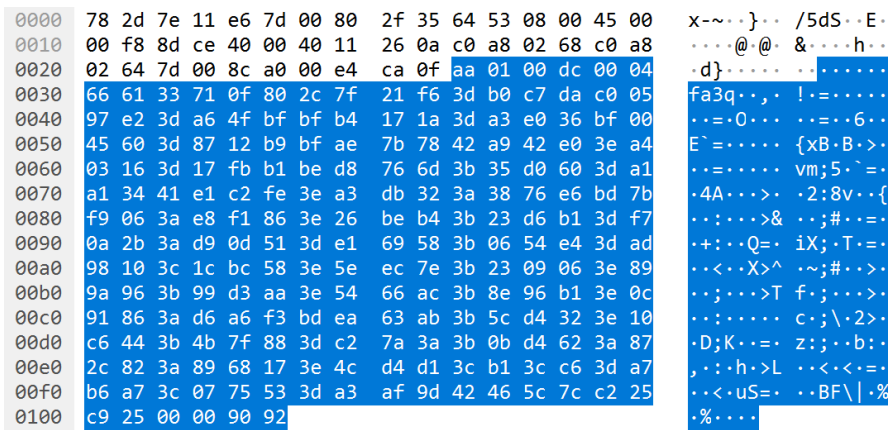 0000 78 2d 7e 11 e6 7d 00 80 2f 35 64 53 08 00 45 00 x-~··}·· /5dS··E·
0010 00 f8 8d ce 40 00 40 11 26 0a c0 a8 02 68 c0 a8 ····@·@· &····h··
0020 02 64 7d 00 8c a0 00 e4 ca 0f aa 01 00 dc 00 04 ·d}····· ········
0030 66 61 33 71 0f 80 2c 7f 21 f6 3d b0 c7 da c0 05 fa3q··,· !·=·····
0040 97 e2 3d a6 4f bf bf b4 17 1a 3d a3 e0 36 bf 00 ··=·O··· ··=··6··
0050 45 60 3d 87 12 b9 bf ae 7b 78 42 a9 42 e0 3e a4 E`=····· {xB·B·>·
0060 03 16 3d 17 fb b1 be d8 76 6d 3b 35 d0 60 3d a1 ··=····· vm;5·`=·
0070 a1 34 41 e1 c2 fe 3e a3 db 32 3a 38 76 e6 bd 7b ·4A···>· ·2:8v··{
0080 f9 06 3a e8 f1 86 3e 26 be b4 3b 23 d6 b1 3d f7 ··:···>& ··;#··=·
0090 0a 2b 3a d9 0d 51 3d e1 69 58 3b 06 54 e4 3d ad ·+:··Q=· iX;·T·=·
00a0 98 10 3c 1c bc 58 3e 5e ec 7e 3b 23 09 06 3e 89 ··<··X>^ ·~;#··>·
00b0 9a 96 3b 99 d3 aa 3e 54 66 ac 3b 8e 96 b1 3e 0c ··;···>T f·;···>·
00c0 91 86 3a d6 a6 f3 bd ea 63 ab 3b 5c d4 32 3e 10 ··:····· c·;\·2>·
00d0 c6 44 3b 4b 7f 88 3d c2 7a 3a 3b 0b d4 62 3a 87 ·D;K··=· z:;··b:·
00e0 2c 82 3a 89 68 17 3e 4c d4 d1 3c b1 3c c6 3d a7 ,·:·h·>L ··<·<·=·
00f0 b6 a7 3c 07 75 53 3d a3 af 9d 42 46 5c 7c c2 25 ··<·uS=· ··BF\|·%
0100 c9 25 00 00 90 92 ·%····